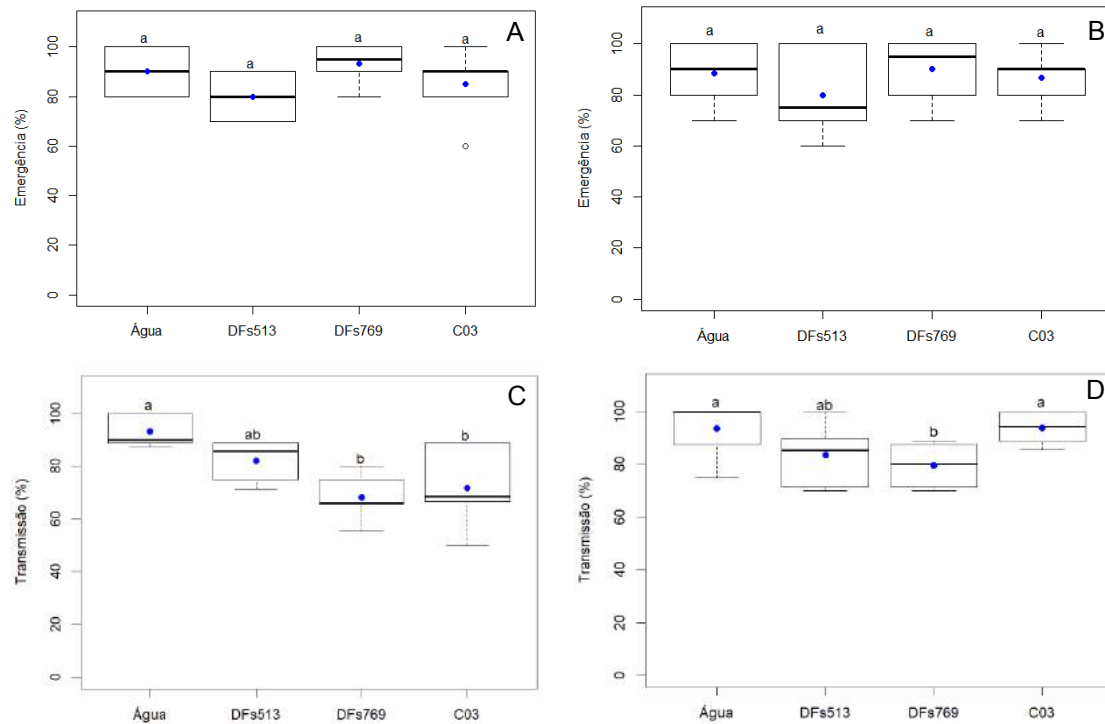 A
Emergência (%)
100
80
60
40
20
0
a
a
a
a
Água
DFs513
DFs769
C03
B
Emergência (%)
100
80
60
40
20
0
a
a
a
a
Água
DFs513
DFs769
C03
C
Transmissão (%)
100
80
60
40
20
0
a
ab
b
b
Água
DFs513
DFs769
C03
D
Transmissão (%)
100
80
60
40
20
0
a
ab
b
a
Água
DFs513
DFs769
C03